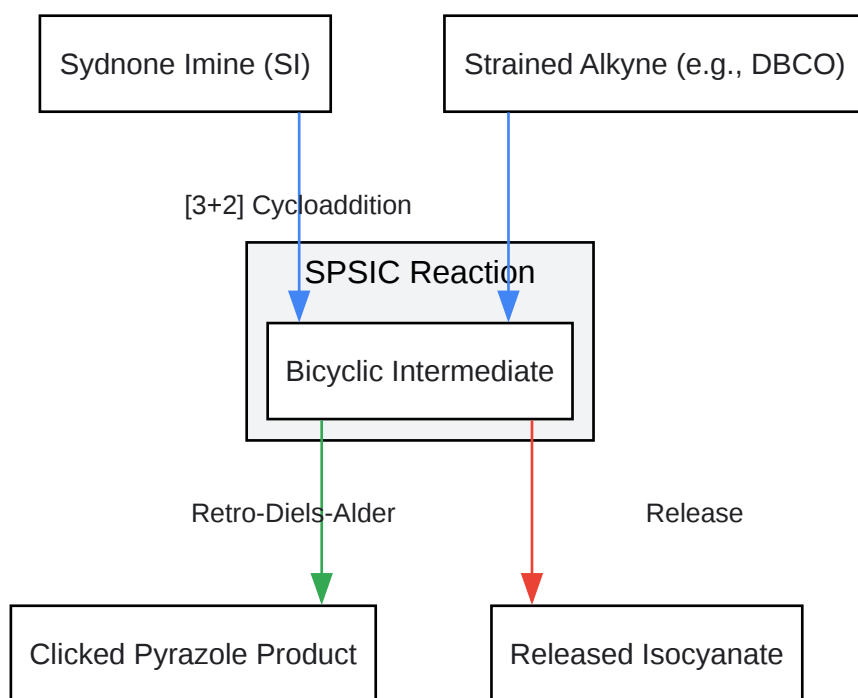 Sydnone Imine (SI)
Strained Alkyne (e.g., DBCO)
[3+2] Cycloaddition
SPSIC Reaction
Bicyclic Intermediate
Retro-Diels-Alder
Release
Clicked Pyrazole Product
Released Isocyanate